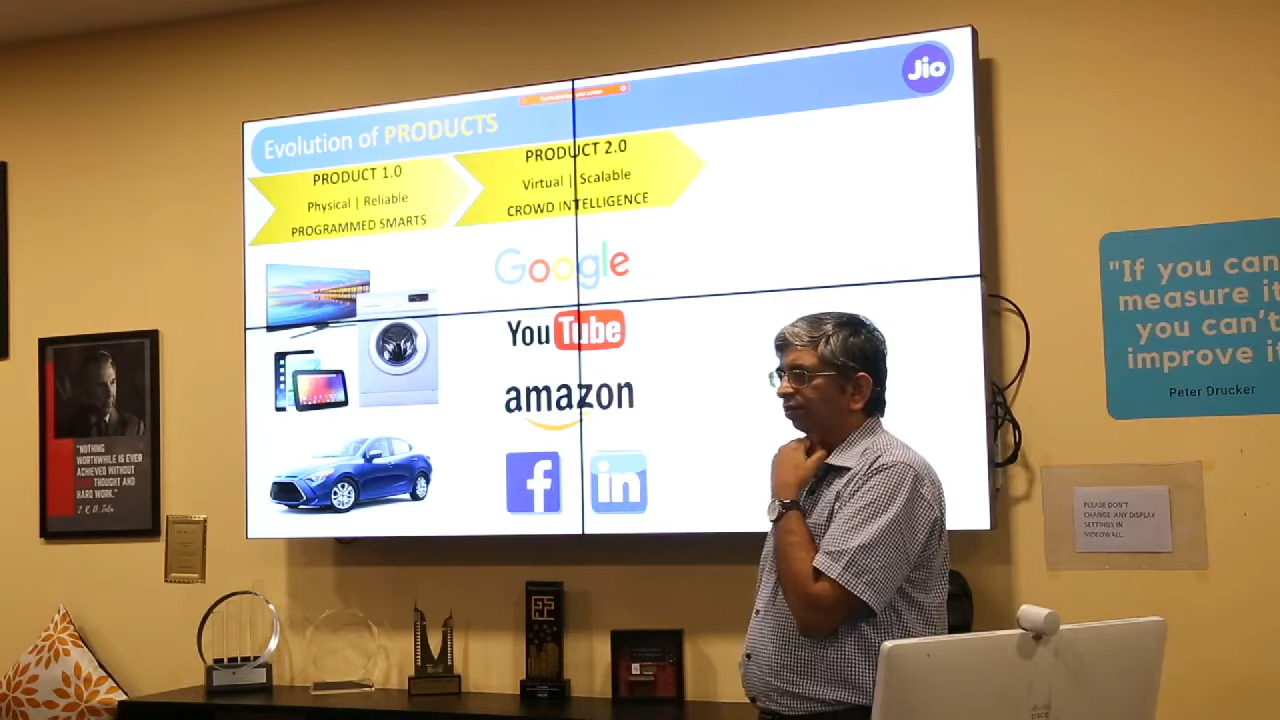 Jio
Evolution of PRODUCTS
PRODUCT 1.0
Physical | Reliable
PROGRAMMED SMARTS
PRODUCT 2.0
Virtual | Scalable
CROWD INTELLIGENCE
Google
YouTube
amazon
f
in
"NOTHING
WORTHWHILE IS EVER
ACHIEVED WITHOUT
THOUGHT AND
HARD WORK."
J. R. D. Tata
"If you can
measure it
you can't
improve it
Peter Drucker
PLEASE DON'T
CHANGE ANY DISPLAY
SETTINGS IN
VIDEOWALL.